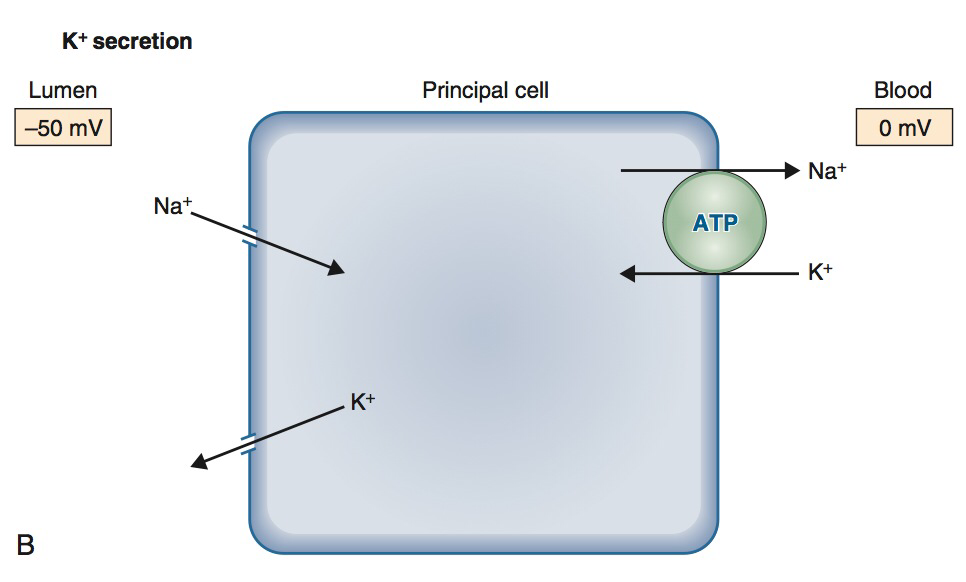 K⁺ secretion
Lumen
Principal cell
Blood
–50 mV
0 mV
Na⁺
Na⁺
ATP
K⁺
K⁺
B